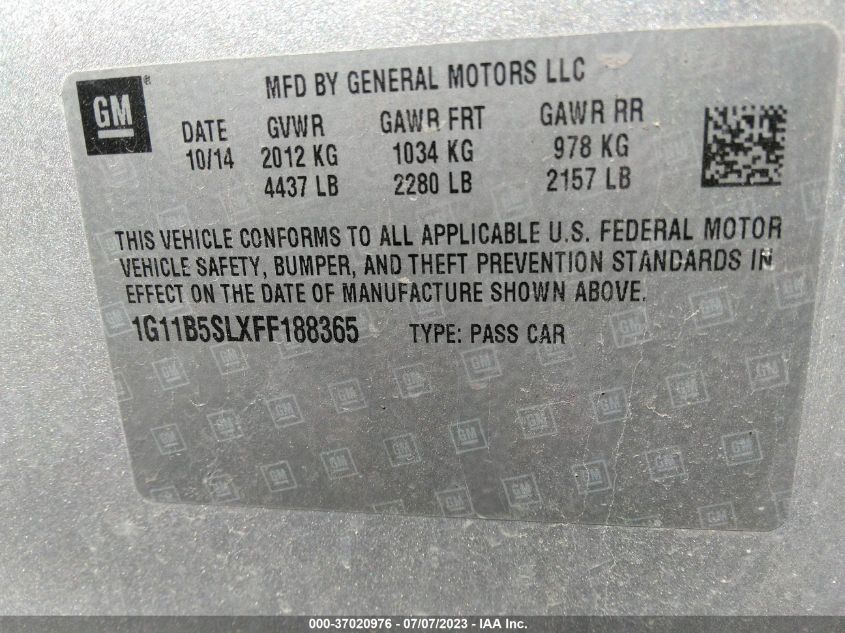 GM ®
MFD BY GENERAL MOTORS LLC
DATE GVWR GAWR FRT GAWR RR
10/14 2012 KG 1034 KG 978 KG
4437 LB 2280 LB 2157 LB
THIS VEHICLE CONFORMS TO ALL APPLICABLE U.S. FEDERAL MOTOR
VEHICLE SAFETY, BUMPER, AND THEFT PREVENTION STANDARDS IN
EFFECT ON THE DATE OF MANUFACTURE SHOWN ABOVE.
1G11B5SLXFF188365 TYPE: PASS CAR
000-37020976 - 07/07/2023 - IAA Inc.